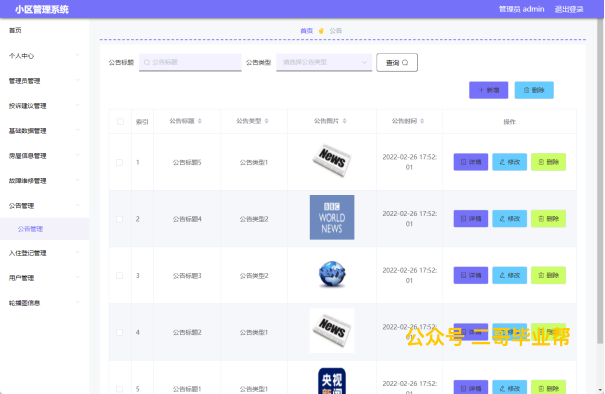 小区管理系统
管理员 admin 退出登录
首页
个人中心
管理员管理
投诉建议管理
基础数据管理
房屋信息管理
故障维修管理
公告管理
公告管理
入住登记管理
用户管理
轮播图信息
首页 公告
公告标题 公告标题 公告类型 请选择公告类型 查询
新增 删除
索引 公告标题 公告类型 公告图片 公告时间 操作
1 公告标题5 公告类型1 News 2022-02-26 17:52:01 详情 修改 删除
2 公告标题4 公告类型2 BBC WORLD NEWS 2022-02-26 17:52:01 详情 修改 删除
3 公告标题3 公告类型2 2022-02-26 17:52:01 详情 修改 删除
4 公告标题2 公告类型1 News 2022-02-26 17:52:01 详情 修改 删除
公众号 二哥毕业帮
5 公告标题1 公告类型1 央视新闻 2022-02-26 17:52: 详情 修改 删除